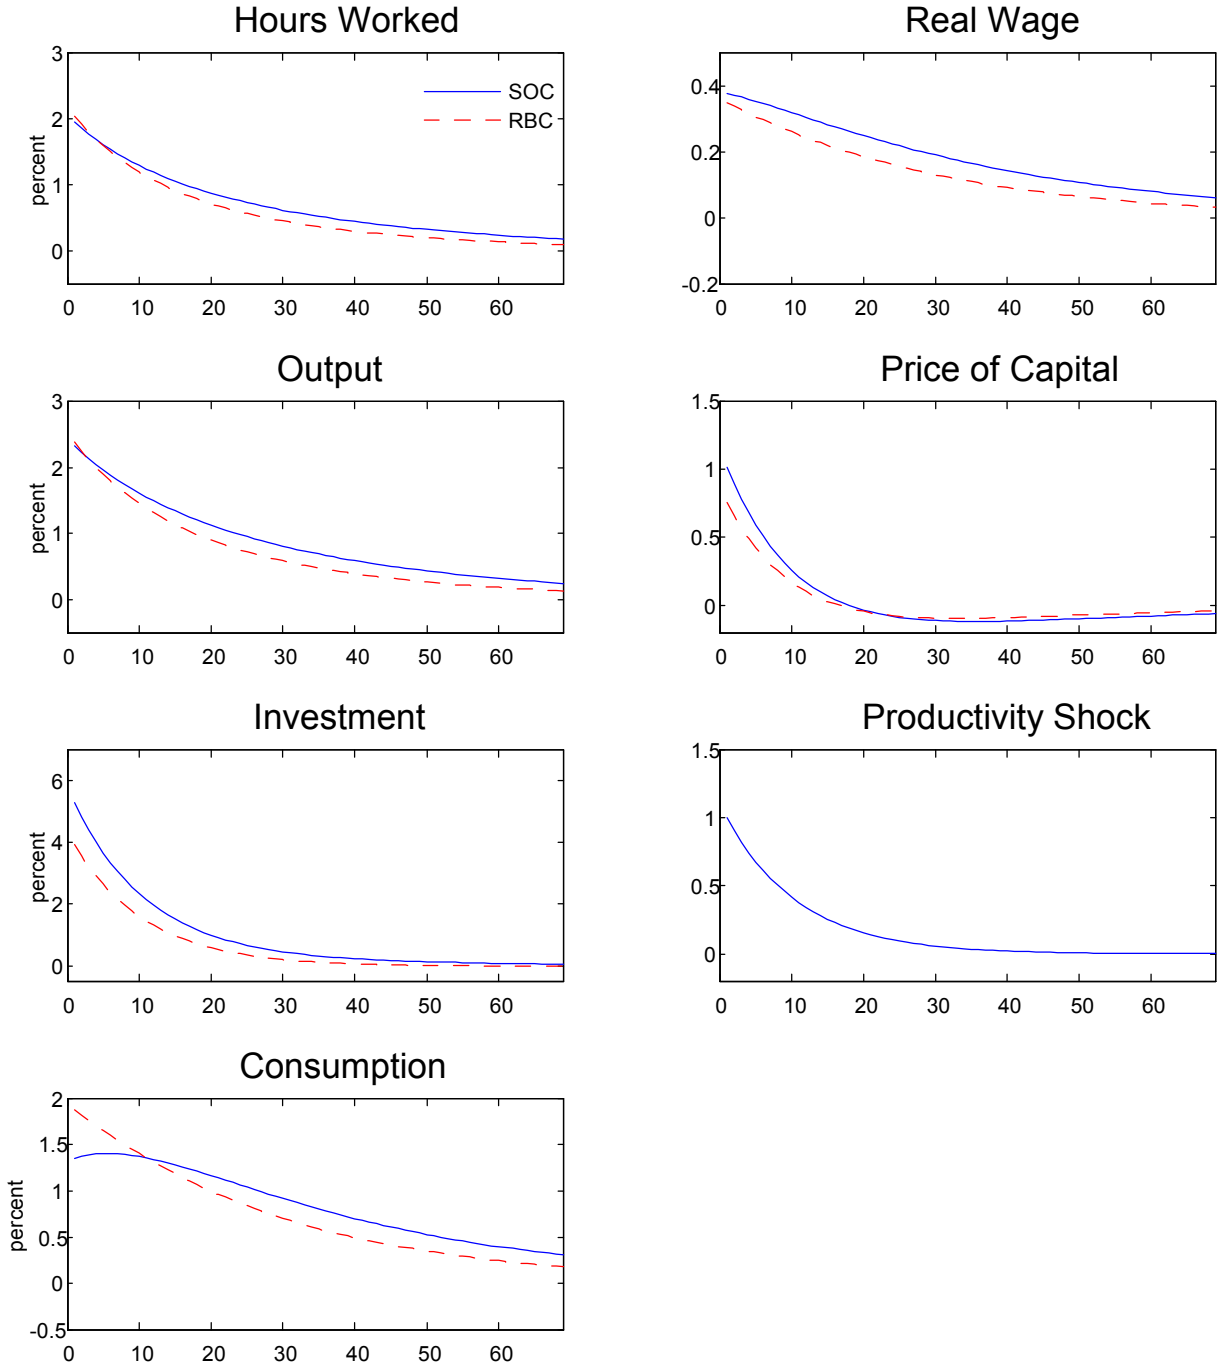 Hours Worked
3
2
1
0
percent
SOC
RBC
0 10 20 30 40 50 60
Real Wage
0.4
0.2
0
-0.2
0 10 20 30 40 50 60
Output
3
2
1
0
percent
0 10 20 30 40 50 60
Price of Capital
1.5
1
0.5
0
0 10 20 30 40 50 60
Investment
6
4
2
0
percent
0 10 20 30 40 50 60
Productivity Shock
1.5
1
0.5
0
0 10 20 30 40 50 60
Consumption
2
1.5
1
0.5
0
-0.5
percent
0 10 20 30 40 50 60